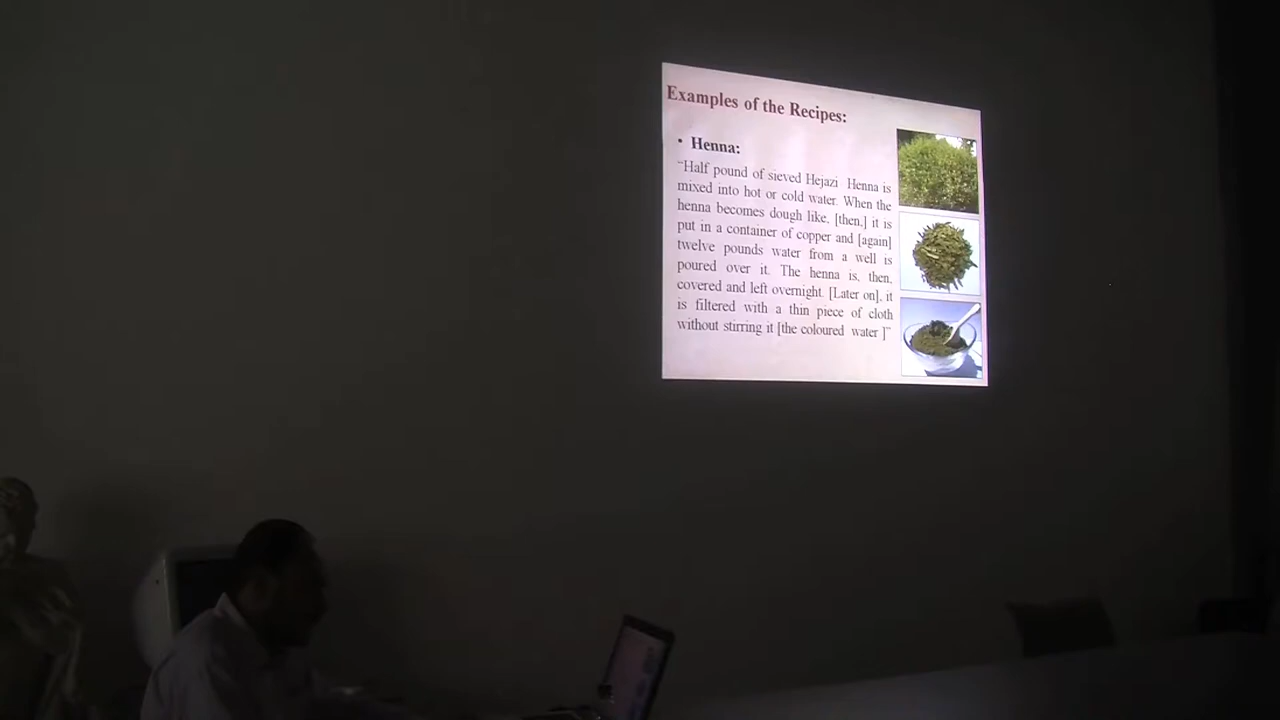 Examples of the Recipes:
• Henna:
"Half pound of sieved Hejazi Henna is
mixed into hot or cold water. When the
henna becomes dough like, [then,] it is
put in a container of copper and [again]
twelve pounds water from a well is
poured over it. The henna is, then,
covered and left overnight. [Later on], it
is filtered with a thin piece of cloth
without stirring it [the coloured water ]"